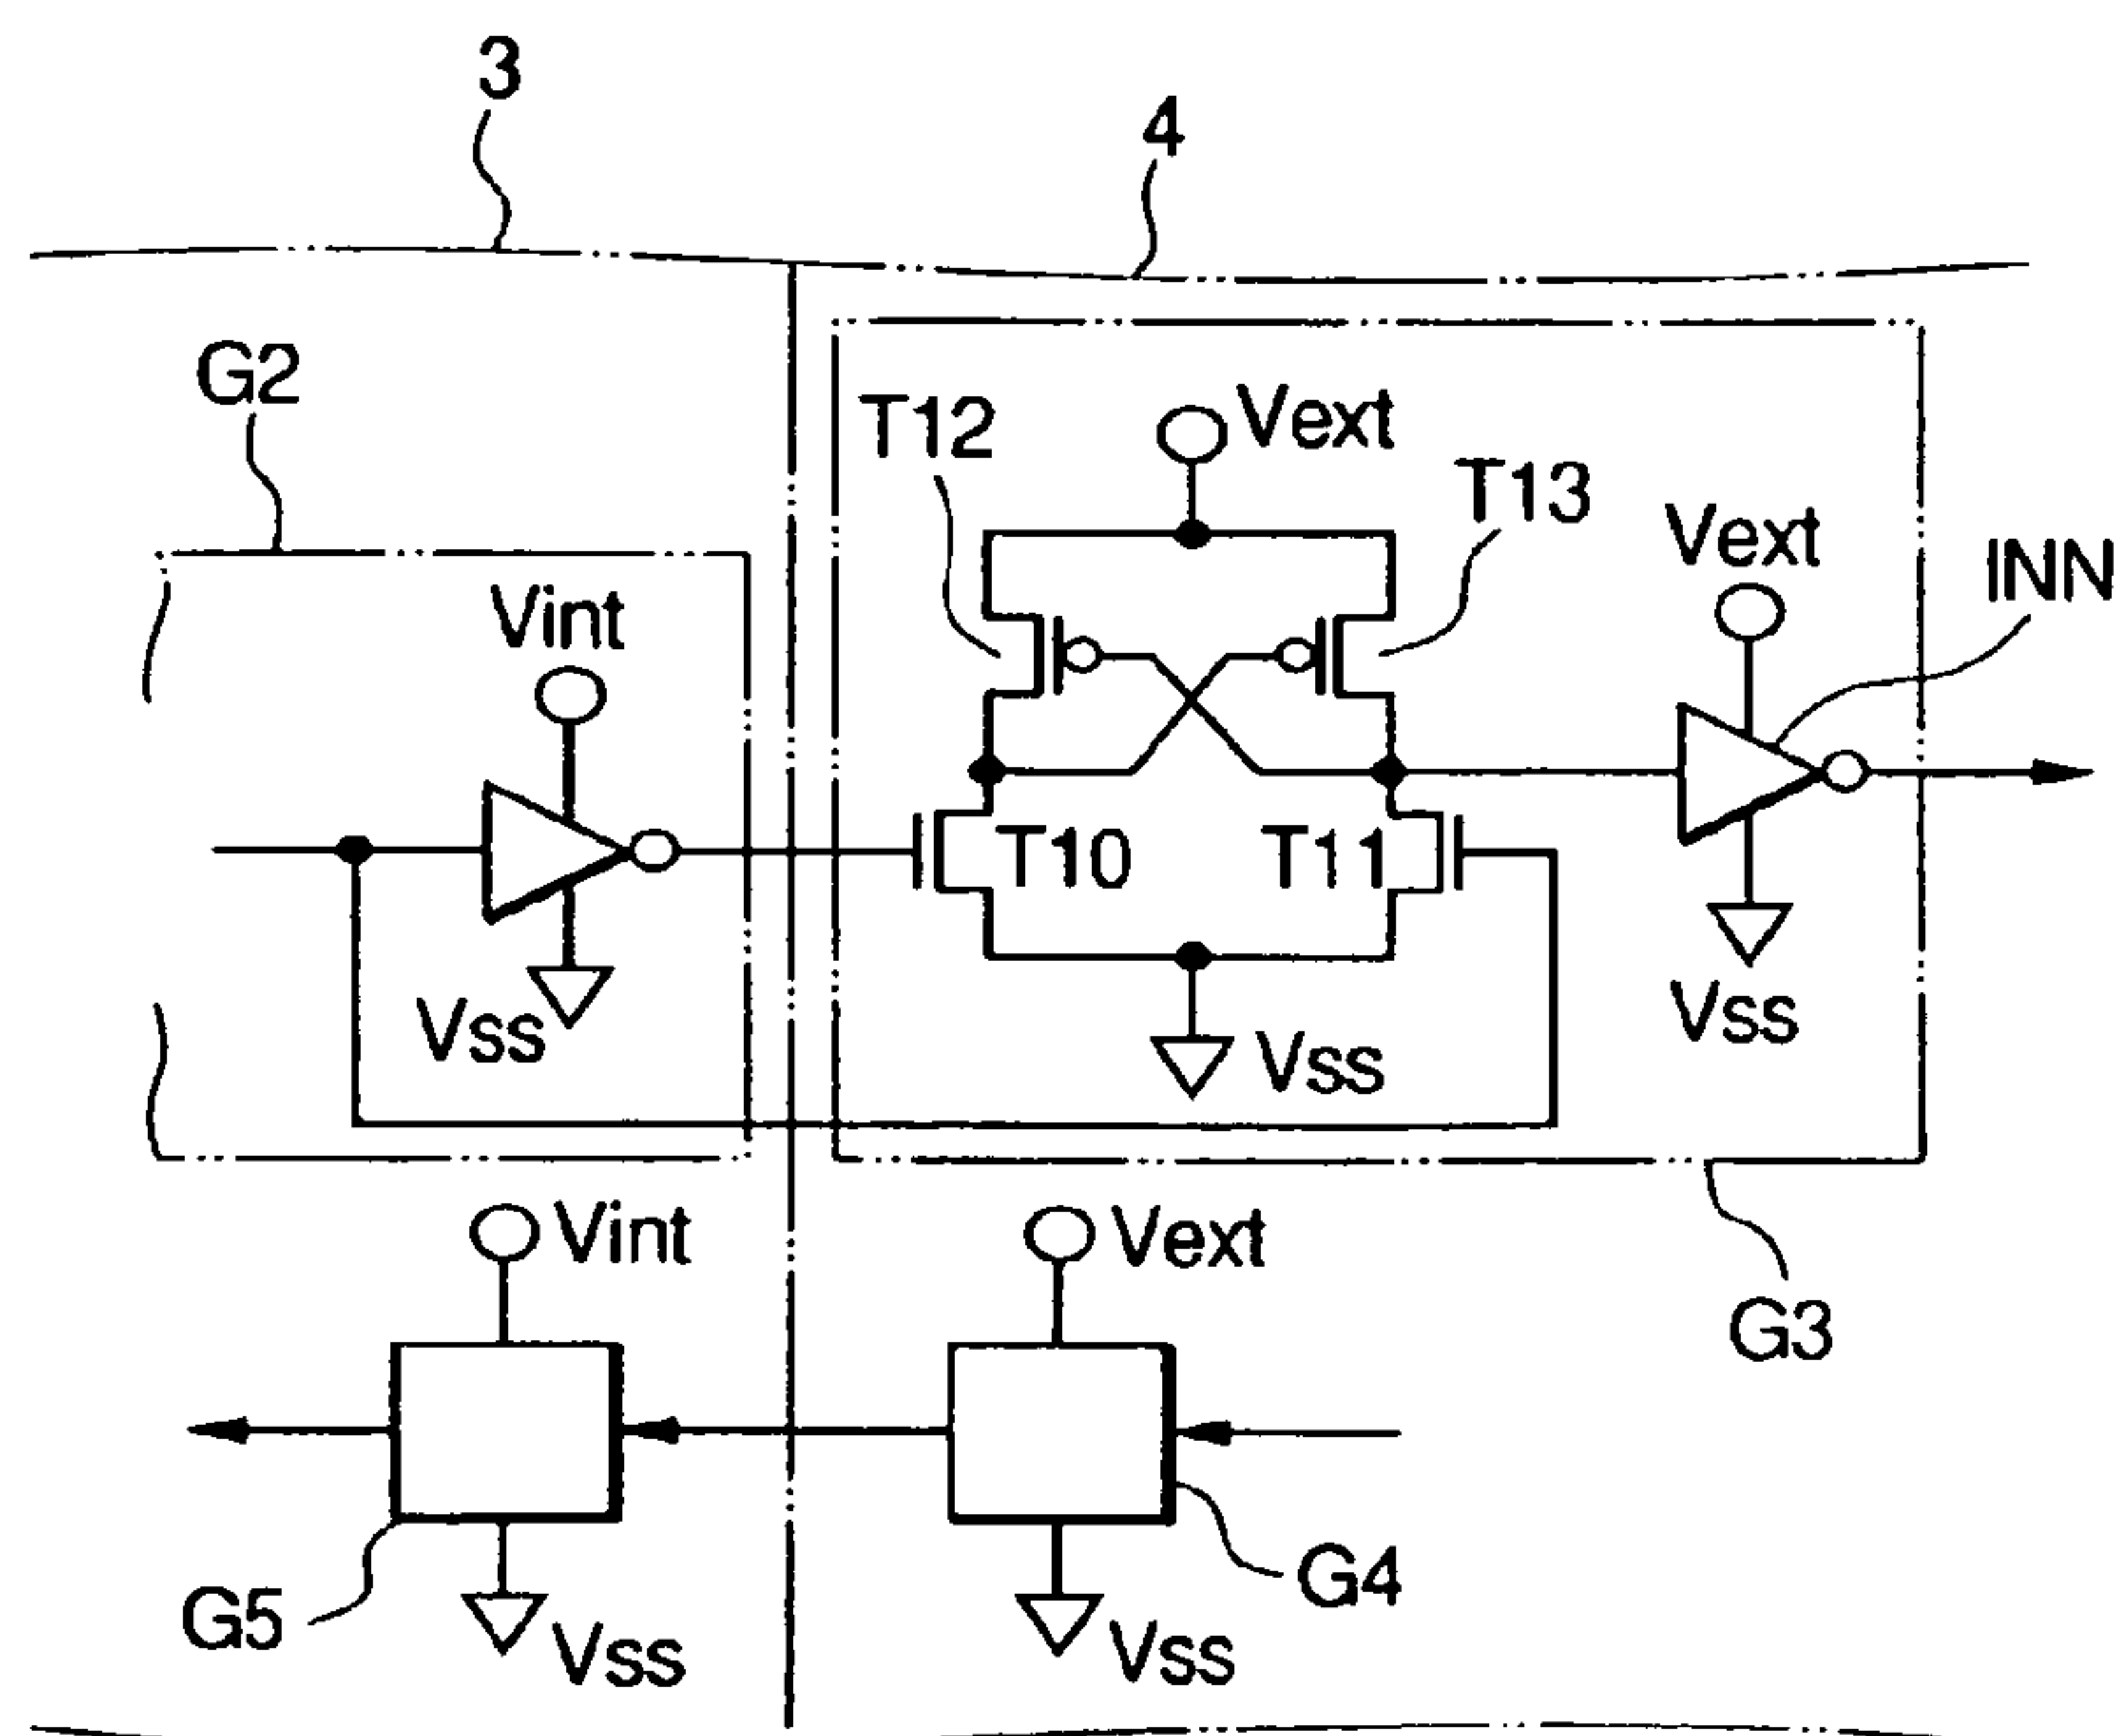 3
4
G2
T12
Vext
T13
Vext
INN
Vint
T10
T11
Vss
Vss
Vss
Vint
Vext
G3
G5
G4
Vss
Vss